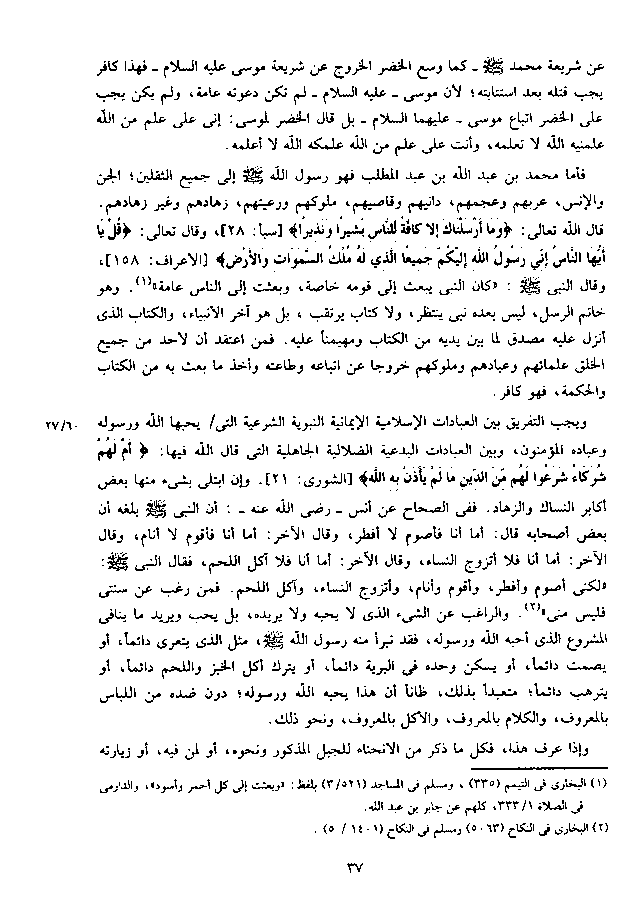 عن شريعة محمد ﷺ ـ كما وسع الخضر الخروج عن شريعة موسى عليه السلام ـ فهذا كافر
يجب قتله بعد استتابته؛ لأن موسى ـ عليه السلام ـ لم تكن دعوته عامة، ولم يكن يجب
على الخضر اتباع موسى ـ عليهما السلام ـ بل قال الخضر لموسى: إنى على علم من الله
علمنيه الله لا تعلمه، وأنت على علم من الله علمكه الله لا أعلمه.
فأما محمد بن عبد الله بن عبد المطلب فهو رسول الله ﷺ إلى جميع الثقلين؛ الجن
والإنس، عربهم وعجمهم، دانيهم وقاصيهم، ملوكهم ورعيتهم، زهادهم وغير زهادهم.
قال الله تعالى: ﴿وَمَا أَرْسَلْنَاكَ إِلا كَافَّةً لِّلنَّاسِ بَشِيرًا وَنَذِيرًا﴾ [سبأ: ٢٨]، وقال تعالى: ﴿قُلْ يَا
أَيُّهَا النَّاسُ إِنِّي رَسُولُ اللَّهِ إِلَيْكُمْ جَمِيعًا الَّذِي لَهُ مُلْكُ السَّمَوَاتِ وَالأَرْضِ﴾ [الأعراف: ١٥٨]،
وقال النبى ﷺ : «كان النبى يبعث إلى قومه خاصة، وبعثت إلى الناس عامة»(١). وهو
خاتم الرسل، ليس بعده نبى ينتظر، ولا كتاب يرتقب ، بل هو آخر الأنبياء، والكتاب الذى
أنزل عليه مصدق لما بين يديه من الكتاب ومهيمناً عليه. فمن اعتقد أن لأحد من جميع
الخلق علمائهم وعبادهم وملوكهم خروجا عن اتباعه وطاعته وأخذ ما بعث به من الكتاب
والحكمة، فهو كافر.
ويجب التفريق بين العبادات الإسلامية الإيمانية النبوية الشرعية التى/ يحبها الله ورسوله ٢٧/٦٠
وعباده المؤمنون، وبين العبادات البدعية الضلالية الجاهلية التى قال الله فيها: ﴿ أَمْ لَهُمْ
شُرَكَاءُ شَرَعُوا لَهُم مِّنَ الدِّينِ مَا لَمْ يَأْذَنْ بِهِ اللَّهُ﴾ [الشورى: ٢١]. وإن ابتلى بشىء منها بعض
أكابر النساك والزهاد. ففى الصحاح عن أنس ـ رضى الله عنه ـ : أن النبى ﷺ بلغه أن
بعض أصحابه قال: أما أنا فأصوم لا أفطر، وقال الآخر: أما أنا فأقوم لا أنام، وقال
الآخر: أما أنا فلا أتزوج النساء، وقال الآخر: أما أنا فلا آكل اللحم، فقال النبى ﷺ :
«لكنى أصوم وأفطر، وأقوم وأنام، وأتزوج النساء، وآكل اللحم. فمن رغب عن سنتى
فليس منى»(٢). والراغب عن الشىء الذى لا يحبه ولا يريده، بل يحب ويريد ما ينافى
المشروع الذى أحبه الله ورسوله، فقد تبرأ منه رسول الله ﷺ، مثل الذى يتعرى دائماً، أو
يصمت دائماً، أو يسكن وحده فى البرية دائماً، أو يترك أكل الخبز واللحم دائماً، أو
يترهب دائماً؛ متعبداً بذلك، ظاناً أن هذا يحبه الله ورسوله؛ دون ضده من اللباس
بالمعروف، والكلام بالمعروف، والأكل بالمعروف، ونحو ذلك.
وإذا عرف هذا، فكل ما ذكر من الانحناء للجبل المذكور ونحوه، أو لمن فيه، أو زيارته
(١) البخارى فى التيمم (٣٣٥) ، ومسلم فى المساجد (٣/٥٢١) بلفظ: «وبعثت إلى كل أحمر وأسود»، والدارمى
فى الصلاة ٣٣٣/١، كلهم عن جابر بن عبد الله.
(٢) البخارى فى النكاح (٥٠٦٣) ومسلم فى النكاح (١٤٠١ / ٥) .
٣٧